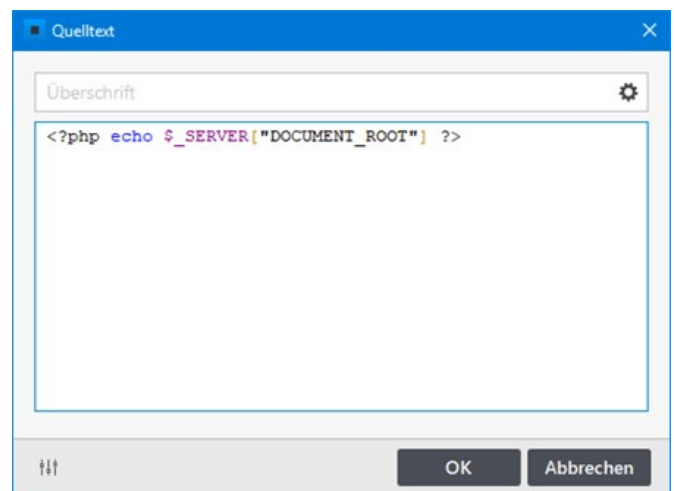 Quelltext
Überschrift
<?php echo $_SERVER["DOCUMENT_ROOT"] ?>
OK
Abbrechen